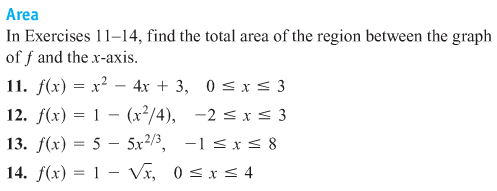 Area
In Exercises 11–14, find the total area of the region between the graph
of f and the x-axis.
11. f(x) = x² − 4x + 3, 0 ≤ x ≤ 3
12. f(x) = 1 − (x²/4), −2 ≤ x ≤ 3
13. f(x) = 5 − 5x²/³, −1 ≤ x ≤ 8
14. f(x) = 1 − √x, 0 ≤ x ≤ 4